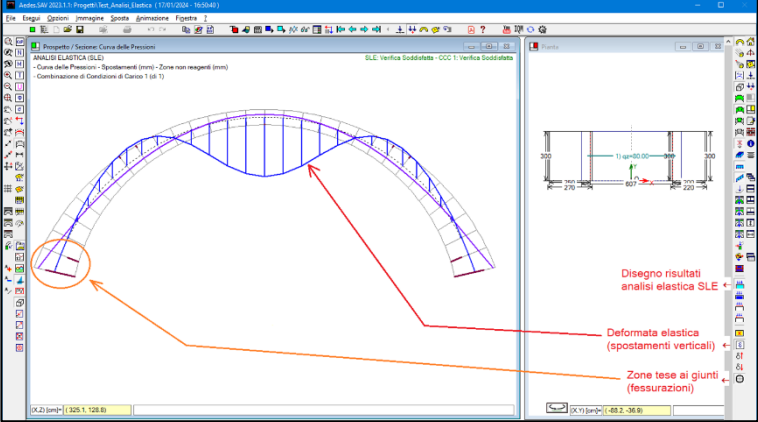 Aedes.SAV 2023.1.1: Progetti\Test_Analisi_Elastica ( 17/01/2024 - 16:50:40 )
File Esegui Opzioni Immagine Sposta Animazione Finestra ?
Prospetto / Sezione: Curva delle Pressioni
ANALISI ELASTICA (SLE)
SLE: Verifica Soddisfatta - CCC 1: Verifica Soddisfatta
- Curva delle Pressioni - Spostamenti (mm) - Zone non reagenti (mm)
- Combinazione di Condizioni di Carico 1 (di 1)
Pianta
300
300
300
1) qs=00.00
Y
X
607
270
220
Disegno risultati
analisi elastica SLE
Deformata elastica
(spostamenti verticali)
Zone tese ai giunti
(fessurazioni)
(X,Z) [cm]= ( 325.1, 128.8)
(X,Y) [cm]= ( -88.2, -36.9)